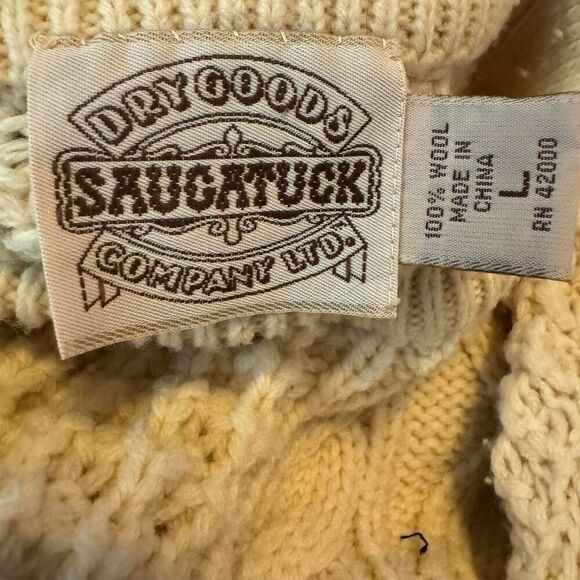 DRY GOODS
SAUGATUCK
COMPANY LTD.
100% WOOL
MADE IN
CHINA
L
RN 42000